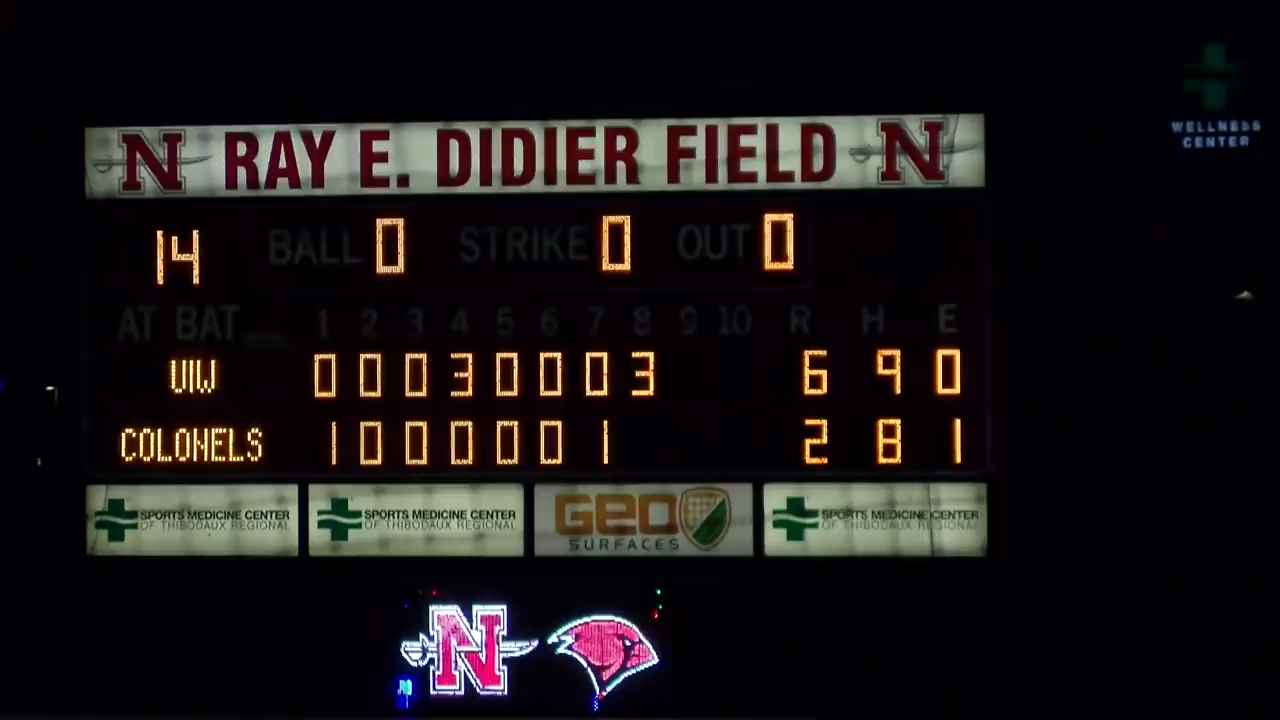 N RAY E. DIDIER FIELD N
WELLNESS
CENTER
14 BALL 0 STRIKE 0 OUT 0
AT BAT 1 2 3 4 5 6 7 8 9 10 R H E
UIW 0 0 0 3 0 0 0 3 6 9 0
COLONELS 1 0 0 0 0 0 1 2 8 1
SPORTS MEDICINE CENTER
OF THIBODAUX REGIONAL
SPORTS MEDICINE CENTER
OF THIBODAUX REGIONAL
GEO
SURFACES
SPORTS MEDICINE CENTER
OF THIBODAUX REGIONAL
N